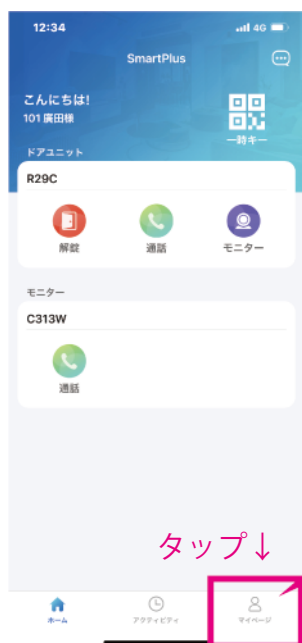 12:34
4G
SmartPlus
こんにちは!
101 廣田様
一時キー
ドアユニット
R29C
解錠
通話
モニター
モニター
C313W
通話
タップ↓
ホーム
アクティビティ
マイページ